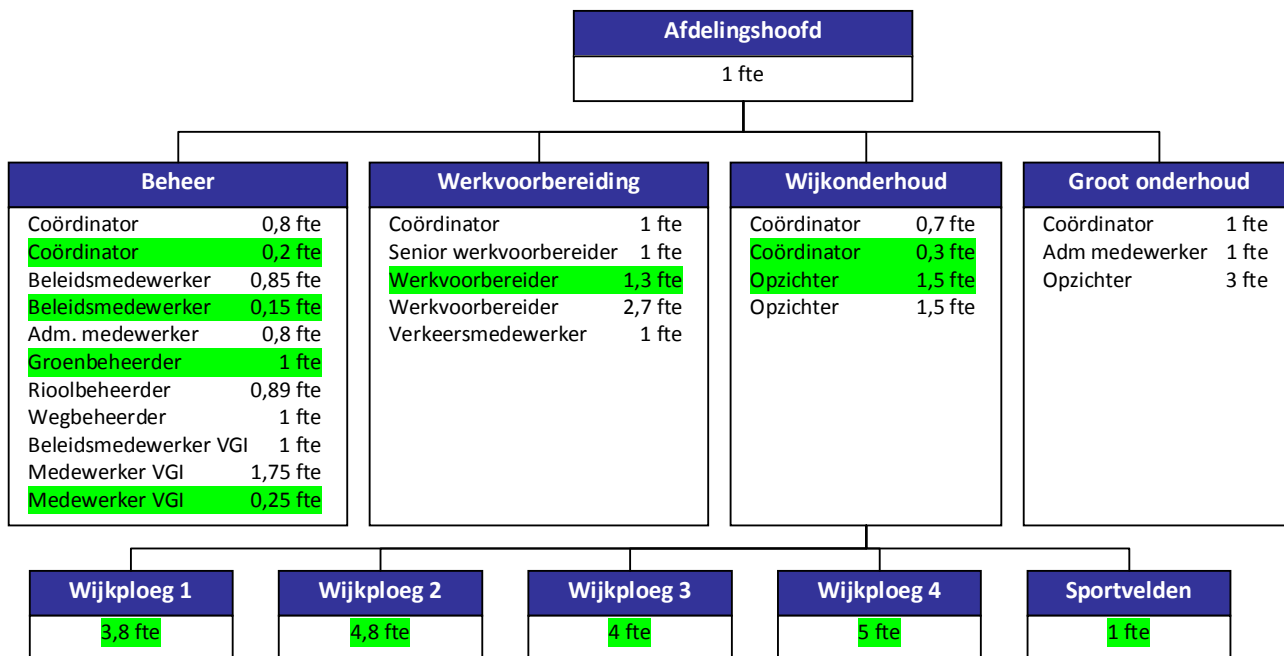 Afdelingshoofd
1 fte
Beheer
Coördinator 0,8 fte
Coördinator 0,2 fte
Beleidsmedewerker 0,85 fte
Beleidsmedewerker 0,15 fte
Adm. medewerker 0,8 fte
Groenbeheerder 1 fte
Rioolbeheerder 0,89 fte
Wegbeheerder 1 fte
Beleidsmedewerker VGI 1 fte
Medewerker VGI 1,75 fte
Medewerker VGI 0,25 fte
Werkvoorbereiding
Coördinator 1 fte
Senior werkvoorbereider 1 fte
Werkvoorbereider 1,3 fte
Werkvoorbereider 2,7 fte
Verkeersmedewerker 1 fte
Wijkonderhoud
Coördinator 0,7 fte
Coördinator 0,3 fte
Opzichter 1,5 fte
Opzichter 1,5 fte
Groot onderhoud
Coördinator 1 fte
Adm medewerker 1 fte
Opzichter 3 fte
Wijkploeg 1
3,8 fte
Wijkploeg 2
4,8 fte
Wijkploeg 3
4 fte
Wijkploeg 4
5 fte
Sportvelden
1 fte